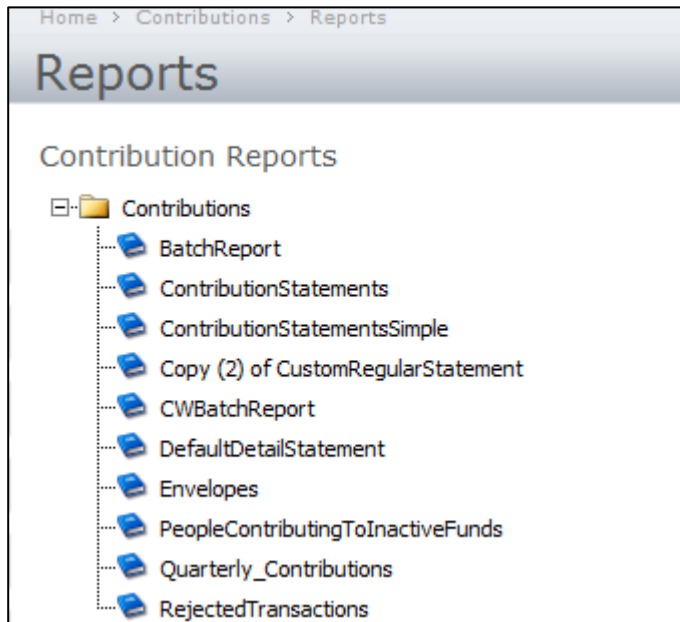 Home > Contributions > Reports
Reports
Contribution Reports
Contributions
BatchReport
ContributionStatements
ContributionStatementsSimple
Copy (2) of CustomRegularStatement
CWBatchReport
DefaultDetailStatement
Envelopes
PeopleContributingToInactiveFunds
Quarterly_Contributions
RejectedTransactions